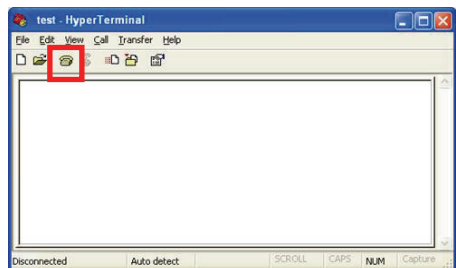 test - HyperTerminal
File Edit View Call Transfer Help
Disconnected Auto detect SCROLL CAPS NUM Capture